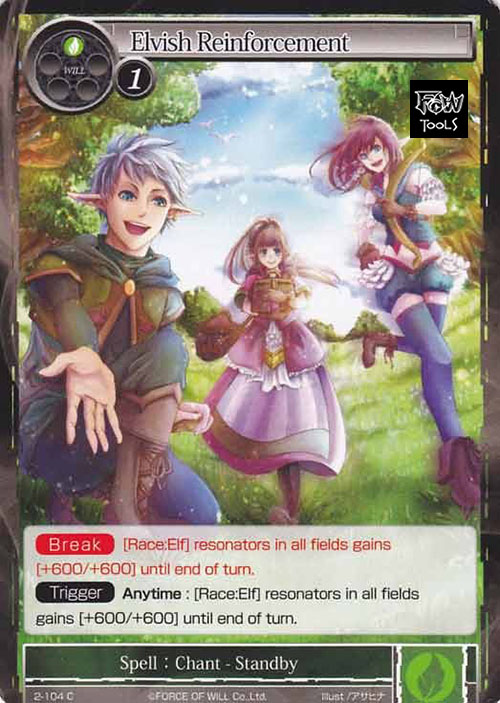 Elvish Reinforcement
WILL
1
FOW
TOOLS
Break [Race:Elf] resonators in all fields gains
[+600/+600] until end of turn.
Trigger Anytime : [Race:Elf] resonators in all fields
gains [+600/+600] until end of turn.
Spell : Chant - Standby
2-104 C ©FORCE OF WILL Co.,Ltd. Illust /アサヒナ